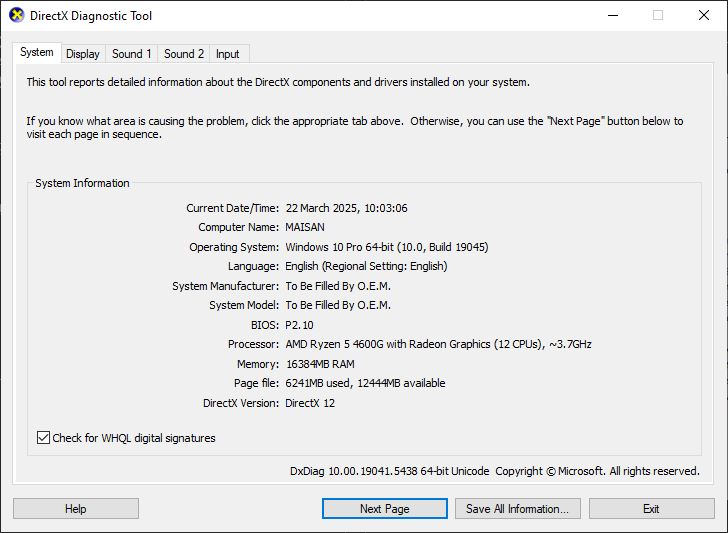 DirectX Diagnostic Tool
System Display Sound 1 Sound 2 Input
This tool reports detailed information about the DirectX components and drivers installed on your system.
If you know what area is causing the problem, click the appropriate tab above.  Otherwise, you can use the "Next Page" button below to
visit each page in sequence.
System Information
Current Date/Time: 22 March 2025, 10:03:06
Computer Name: MAISAN
Operating System: Windows 10 Pro 64-bit (10.0, Build 19045)
Language: English (Regional Setting: English)
System Manufacturer: To Be Filled By O.E.M.
System Model: To Be Filled By O.E.M.
BIOS: P2.10
Processor: AMD Ryzen 5 4600G with Radeon Graphics (12 CPUs), ~3.7GHz
Memory: 16384MB RAM
Page file: 6241MB used, 12444MB available
DirectX Version: DirectX 12
Check for WHQL digital signatures
DxDiag 10.00.19041.5438 64-bit Unicode  Copyright © Microsoft. All rights reserved.
Help Next Page Save All Information... Exit